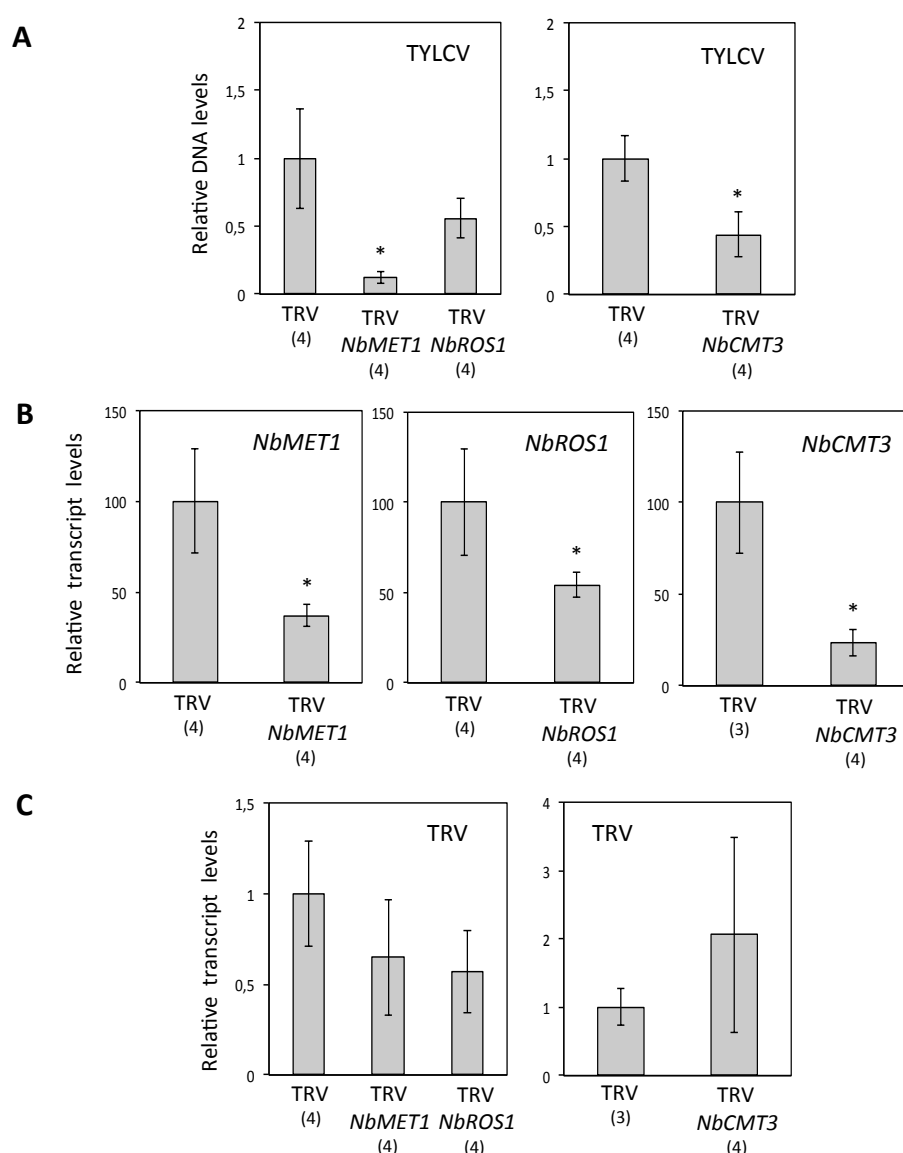 A
Relative DNA levels
2
1,5
1
0,5
0
TYLCV
TRV
(4)
TRV
NbMET1
(4)
TRV
NbROS1
(4)
2
1,5
1
0,5
0
TYLCV
*
*
TRV
(4)
TRV
NbCMT3
(4)
B
Relative transcript levels
150
100
50
0
NbMET1
*
TRV
(4)
TRV
NbMET1
(4)
150
100
50
0
NbROS1
*
TRV
(4)
TRV
NbROS1
(4)
150
100
50
0
NbCMT3
*
TRV
(3)
TRV
NbCMT3
(4)
C
Relative transcript levels
1,5
1
0,5
0
TRV
TRV
(4)
TRV
NbMET1
(4)
TRV
NbROS1
(4)
4
3
2
1
0
TRV
TRV
(3)
TRV
NbCMT3
(4)